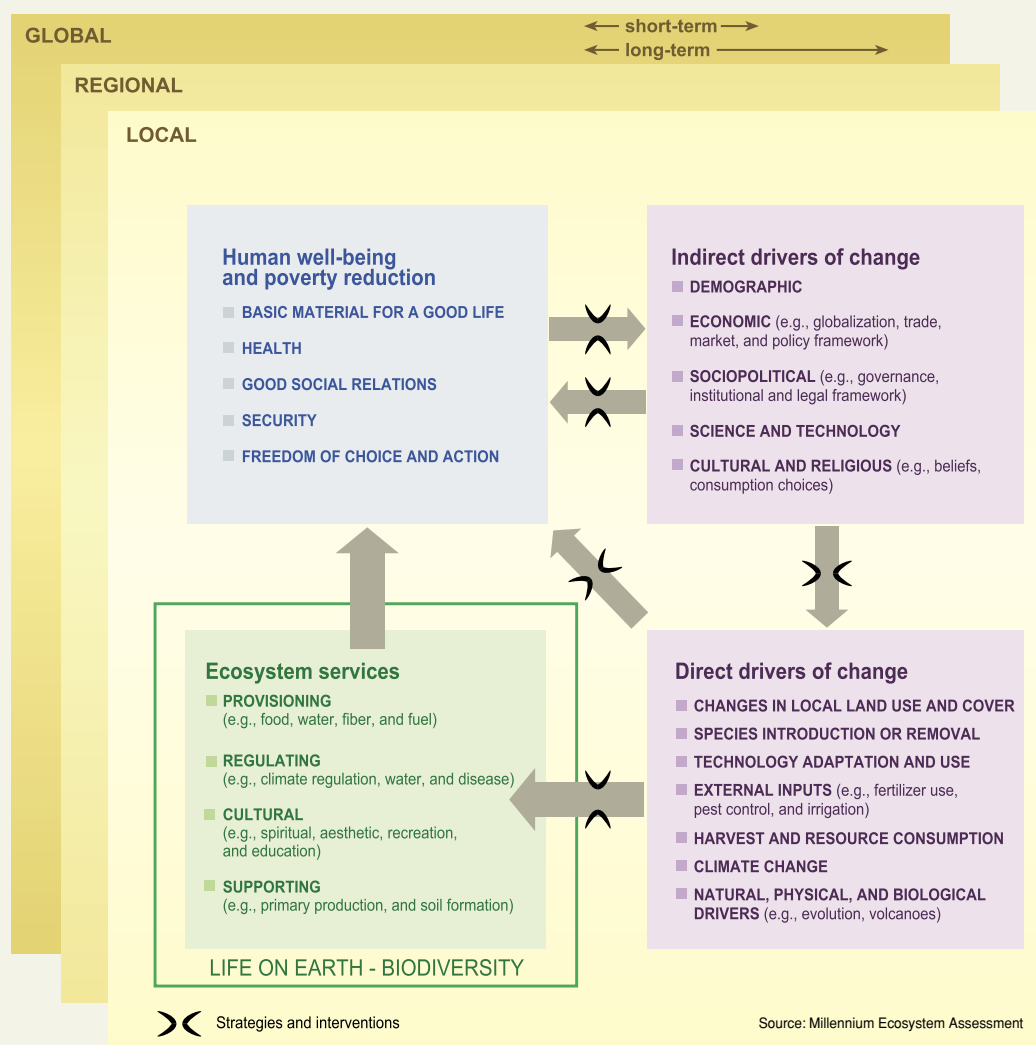 GLOBAL
short-term
long-term
REGIONAL
LOCAL
Human well-being
and poverty reduction
BASIC MATERIAL FOR A GOOD LIFE
HEALTH
GOOD SOCIAL RELATIONS
SECURITY
FREEDOM OF CHOICE AND ACTION
Indirect drivers of change
DEMOGRAPHIC
ECONOMIC (e.g., globalization, trade,
market, and policy framework)
SOCIOPOLITICAL (e.g., governance,
institutional and legal framework)
SCIENCE AND TECHNOLOGY
CULTURAL AND RELIGIOUS (e.g., beliefs,
consumption choices)
Ecosystem services
PROVISIONING
(e.g., food, water, fiber, and fuel)
REGULATING
(e.g., climate regulation, water, and disease)
CULTURAL
(e.g., spiritual, aesthetic, recreation,
and education)
SUPPORTING
(e.g., primary production, and soil formation)
LIFE ON EARTH - BIODIVERSITY
Direct drivers of change
CHANGES IN LOCAL LAND USE AND COVER
SPECIES INTRODUCTION OR REMOVAL
TECHNOLOGY ADAPTATION AND USE
EXTERNAL INPUTS (e.g., fertilizer use,
pest control, and irrigation)
HARVEST AND RESOURCE CONSUMPTION
CLIMATE CHANGE
NATURAL, PHYSICAL, AND BIOLOGICAL
DRIVERS (e.g., evolution, volcanoes)
Strategies and interventions
Source: Millennium Ecosystem Assessment